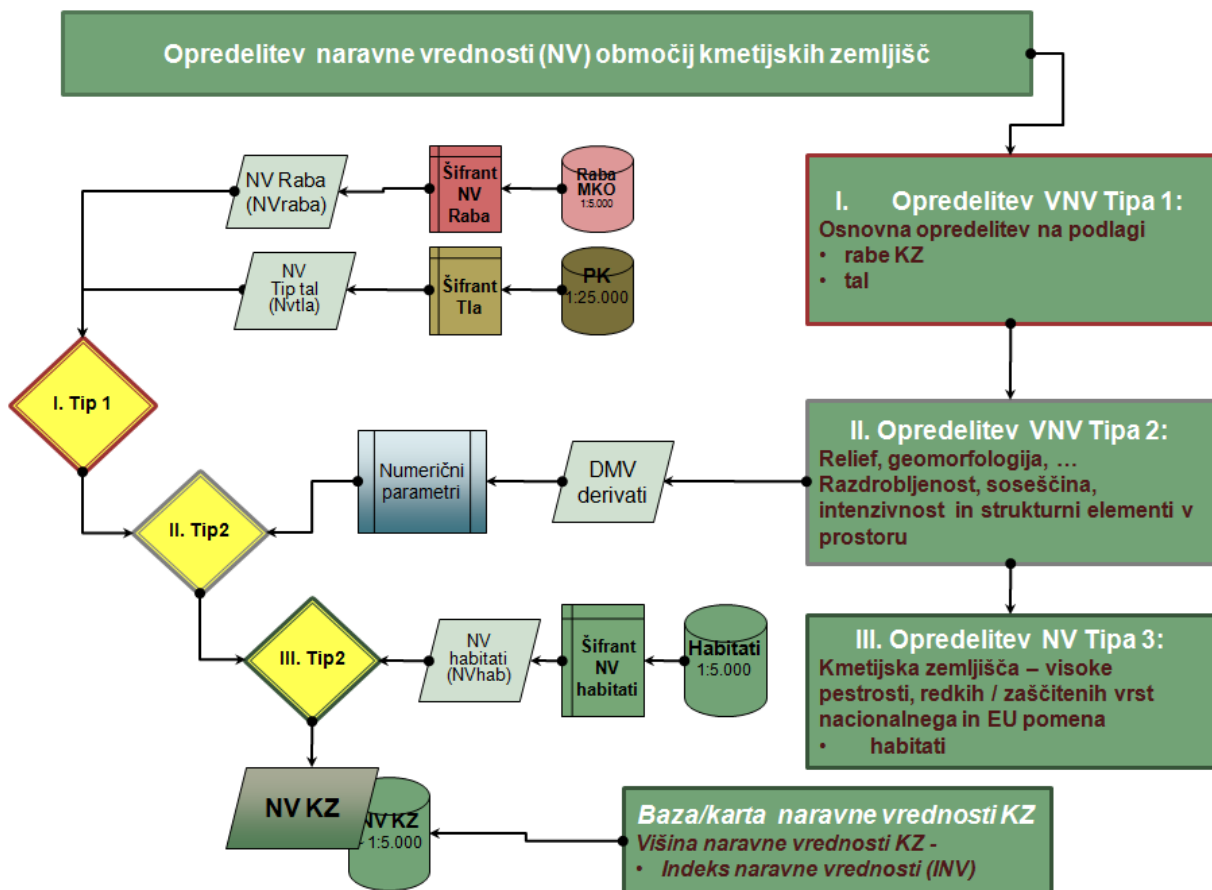 Opredelitev naravne vrednosti (NV) območij kmetijskih zemljišč
NV Raba
(NVraba)
Šifrant
NV
Raba
Raba
MKO
1:5.000
NV
Tip tal
(Nvtla)
Šifrant
Tla
PK
1:25.000
I. Opredelitev VNV Tipa 1:
Osnovna opredelitev na podlagi
• rabe KZ
• tal
I. Tip 1
II. Opredelitev VNV Tipa 2:
Relief, geomorfologija, …
Razdrobljenost, soseščina,
intenzivnost in strukturni elementi v
prostoru
DMV
derivati
Numerični
parametri
II. Tip2
III. Opredelitev NV Tipa 3:
Kmetijska zemljišča – visoke
pestrosti, redkih / zaščitenih vrst
nacionalnega in EU pomena
• habitati
III. Tip2
NV
habitati
(NVhab)
Šifrant
NV
habitati
Habitati
1:5.000
NV KZ
NV KZ
1:5.000
Baza/karta naravne vrednosti KZ
Višina naravne vrednosti KZ -
• Indeks naravne vrednosti (INV)